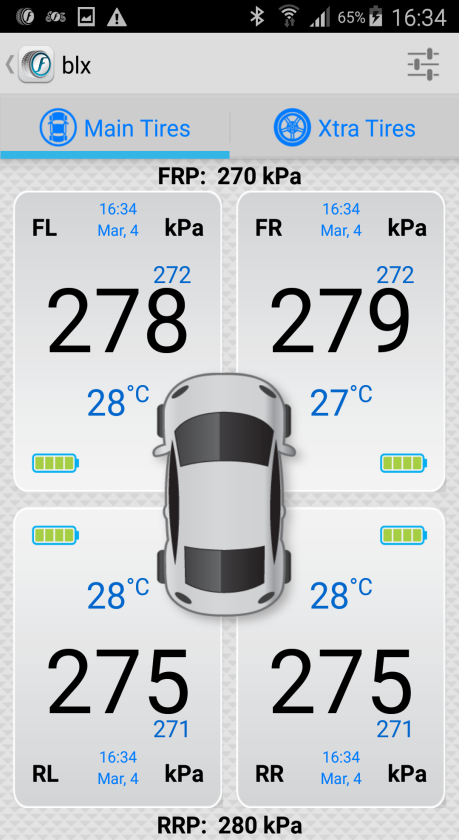 65% 16:34
blx
Main Tires Xtra Tires
FRP: 270 kPa
FL 16:34 Mar, 4 kPa
272
278
28°C
FR 16:34 Mar, 4 kPa
272
279
27°C
28°C
275
271
RL 16:34 Mar, 4 kPa
28°C
275
271
RR 16:34 Mar, 4 kPa
RRP: 280 kPa